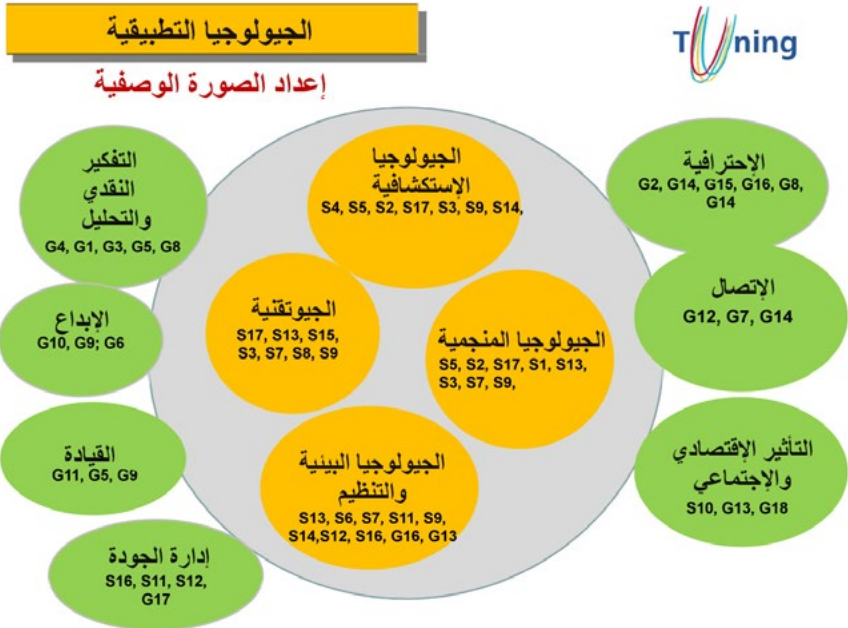 الجيولوجيا التطبيقية
Tuning
إعداد الصورة الوصفية
التفكير
النقدي
والتحليل
G4, G1, G3, G5, G8
الإبداع
G10, G9; G6
القيادة
G11, G5, G9
إدارة الجودة
S16, S11, S12,
G17
الجيولوجيا
الإستكشافية
S4, S5, S2, S17, S3, S9, S14,
الجيوتقنية
S17, S13, S15,
S3, S7, S8, S9
الجيولوجيا المنجمية
S5, S2, S17, S1, S13,
S3, S7, S9,
الجيولوجيا البيئية
والتنظيم
S13, S6, S7, S11, S9,
S14,S12, S16, G16, G13
الإحترافية
G2, G14, G15, G16, G8,
G14
الإتصال
G12, G7, G14
التأثير الإقتصادي
والإجتماعي
S10, G13, G18